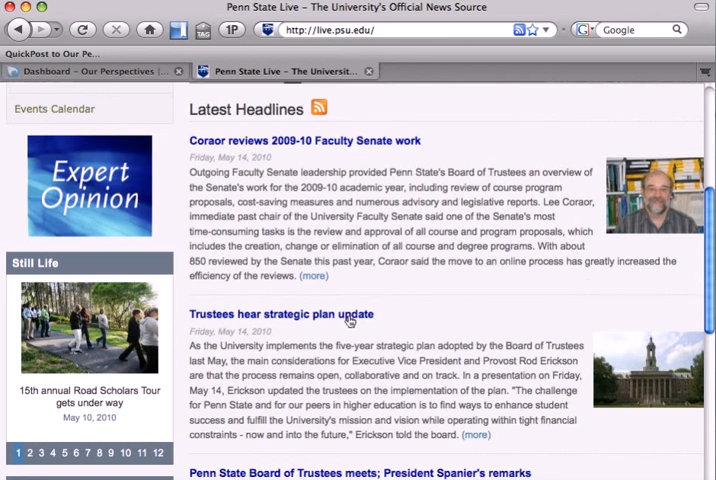 Penn State Live – The University's Official News Source
1P
TAG
http://live.psu.edu/
Google
QuickPost to Our Pe...
Dashboard – Our Perspectives |...
Penn State Live – The Universit...
Events Calendar
Expert
Opinion
Still Life
15th annual Road Scholars Tour
gets under way
May 10, 2010
1 2 3 4 5 6 7 8 9 10 11 12
Latest Headlines
Coraor reviews 2009-10 Faculty Senate work
Friday, May 14, 2010
Outgoing Faculty Senate leadership provided Penn State's Board of Trustees an overview of
the Senate's work for the 2009-10 academic year, including review of course program
proposals, cost-saving measures and numerous advisory and legislative reports. Lee Coraor,
immediate past chair of the University Faculty Senate said one of the Senate's most
time-consuming tasks is the review and approval of all course and program proposals, which
includes the creation, change or elimination of all course and degree programs. With about
850 reviewed by the Senate this past year, Coraor said the move to an online process has greatly increased the
efficiency of the reviews. (more)
Trustees hear strategic plan update
Friday, May 14, 2010
As the University implements the five-year strategic plan adopted by the Board of Trustees
last May, the main considerations for Executive Vice President and Provost Rod Erickson
are that the process remains open, collaborative and on track. In a presentation on Friday,
May 14, Erickson updated the trustees on the implementation of the plan. "The challenge
for Penn State and for our peers in higher education is to find ways to enhance student
success and fulfill the University's mission and vision while operating within tight financial
constraints - now and into the future," Erickson told the board. (more)
Penn State Board of Trustees meets; President Spanier's remarks